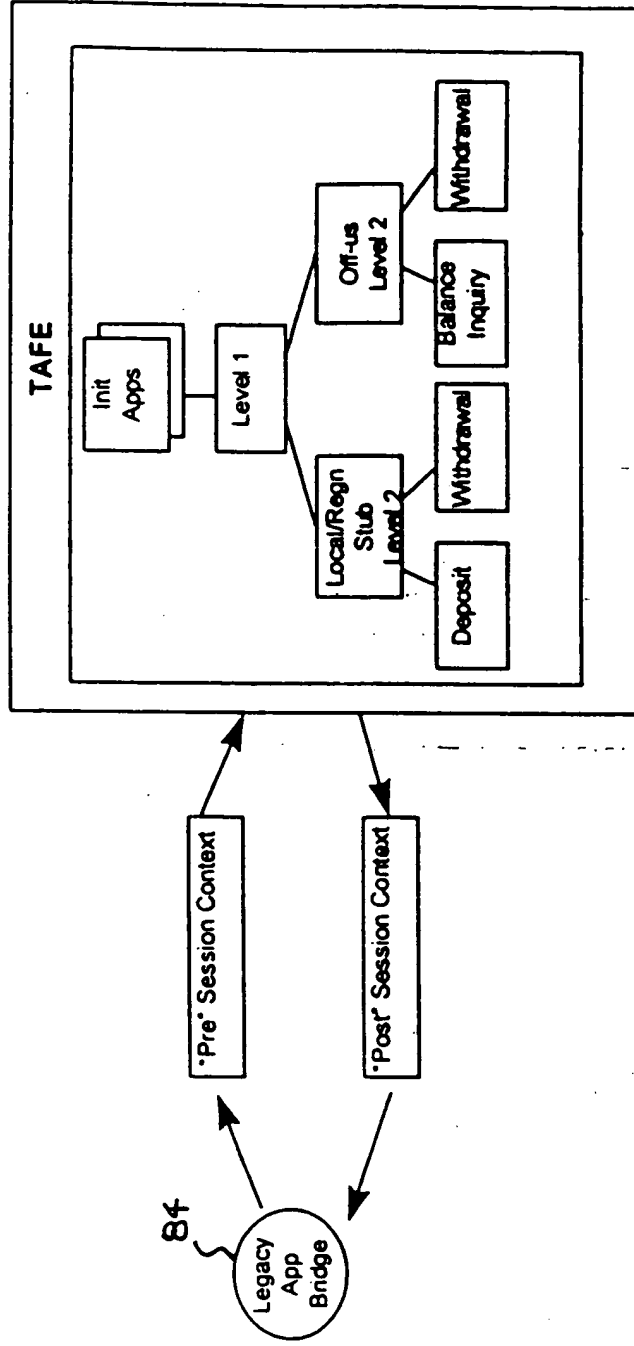 TAFE
Init
Apps
Level 1
Local/Regn
Stub
Level 2
Off-us
Level 2
Deposit
Withdrawal
Balance
Inquiry
Withdrawal
"Pre" Session Context
"Post" Session Context
84
Legacy
App
Bridge